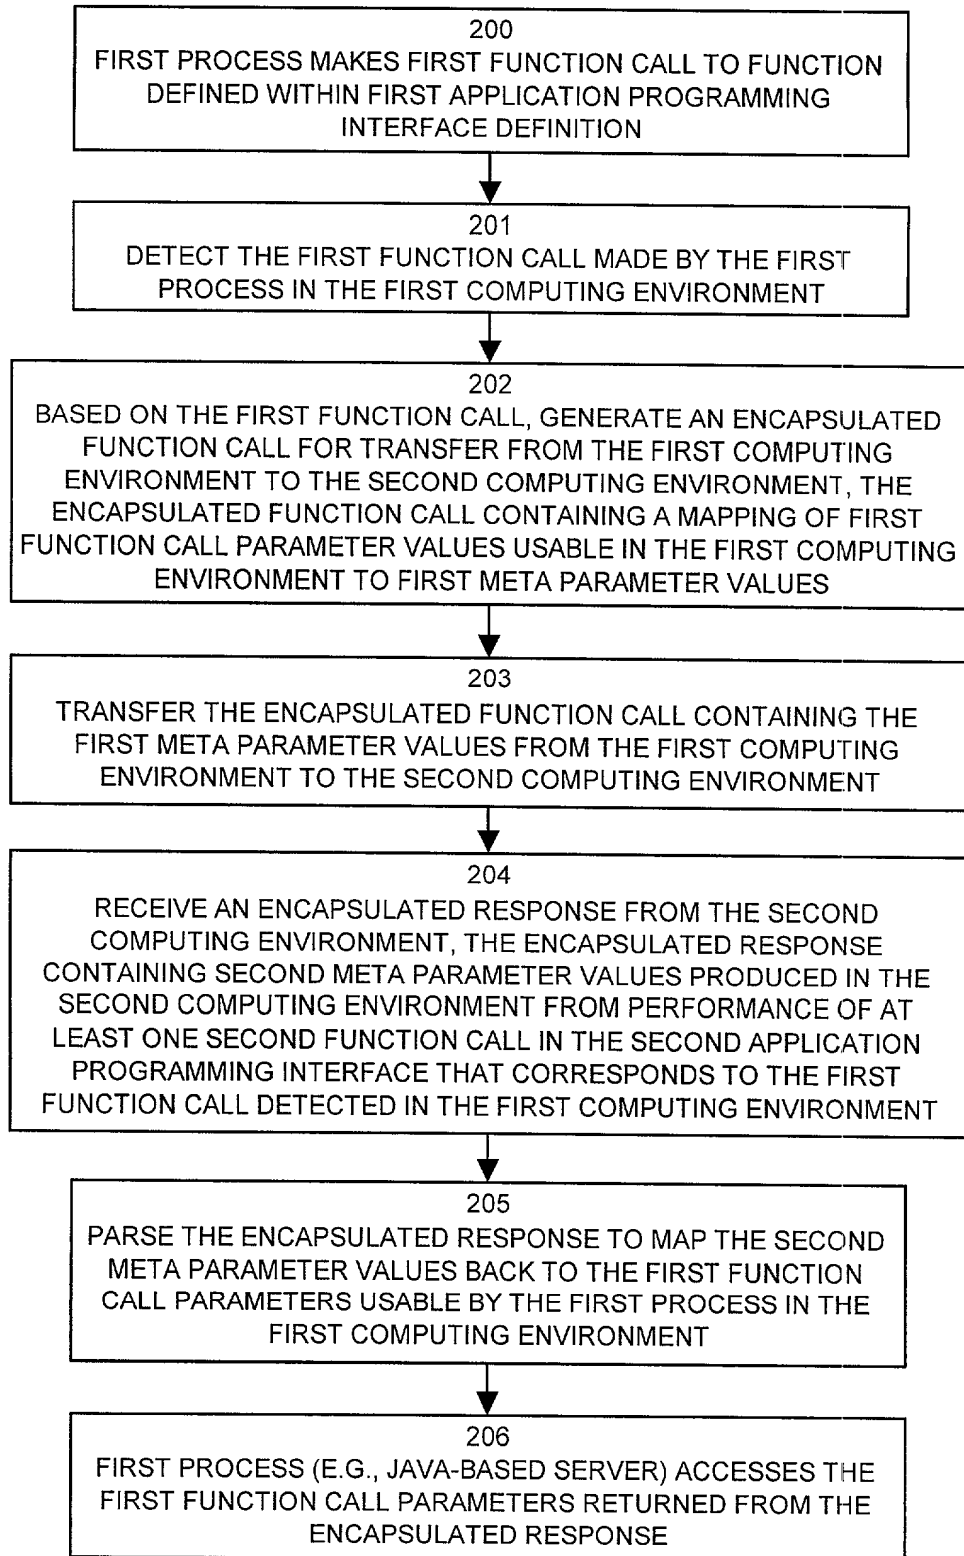 200
FIRST PROCESS MAKES FIRST FUNCTION CALL TO FUNCTION
DEFINED WITHIN FIRST APPLICATION PROGRAMMING
INTERFACE DEFINITION
201
DETECT THE FIRST FUNCTION CALL MADE BY THE FIRST
PROCESS IN THE FIRST COMPUTING ENVIRONMENT
202
BASED ON THE FIRST FUNCTION CALL, GENERATE AN ENCAPSULATED
FUNCTION CALL FOR TRANSFER FROM THE FIRST COMPUTING
ENVIRONMENT TO THE SECOND COMPUTING ENVIRONMENT, THE
ENCAPSULATED FUNCTION CALL CONTAINING A MAPPING OF FIRST
FUNCTION CALL PARAMETER VALUES USABLE IN THE FIRST COMPUTING
ENVIRONMENT TO FIRST META PARAMETER VALUES
203
TRANSFER THE ENCAPSULATED FUNCTION CALL CONTAINING THE
FIRST META PARAMETER VALUES FROM THE FIRST COMPUTING
ENVIRONMENT TO THE SECOND COMPUTING ENVIRONMENT
204
RECEIVE AN ENCAPSULATED RESPONSE FROM THE SECOND
COMPUTING ENVIRONMENT, THE ENCAPSULATED RESPONSE
CONTAINING SECOND META PARAMETER VALUES PRODUCED IN THE
SECOND COMPUTING ENVIRONMENT FROM PERFORMANCE OF AT
LEAST ONE SECOND FUNCTION CALL IN THE SECOND APPLICATION
PROGRAMMING INTERFACE THAT CORRESPONDS TO THE FIRST
FUNCTION CALL DETECTED IN THE FIRST COMPUTING ENVIRONMENT
205
PARSE THE ENCAPSULATED RESPONSE TO MAP THE SECOND
META PARAMETER VALUES BACK TO THE FIRST FUNCTION
CALL PARAMETERS USABLE BY THE FIRST PROCESS IN THE
FIRST COMPUTING ENVIRONMENT
206
FIRST PROCESS (E.G., JAVA-BASED SERVER) ACCESSES THE
FIRST FUNCTION CALL PARAMETERS RETURNED FROM THE
ENCAPSULATED RESPONSE